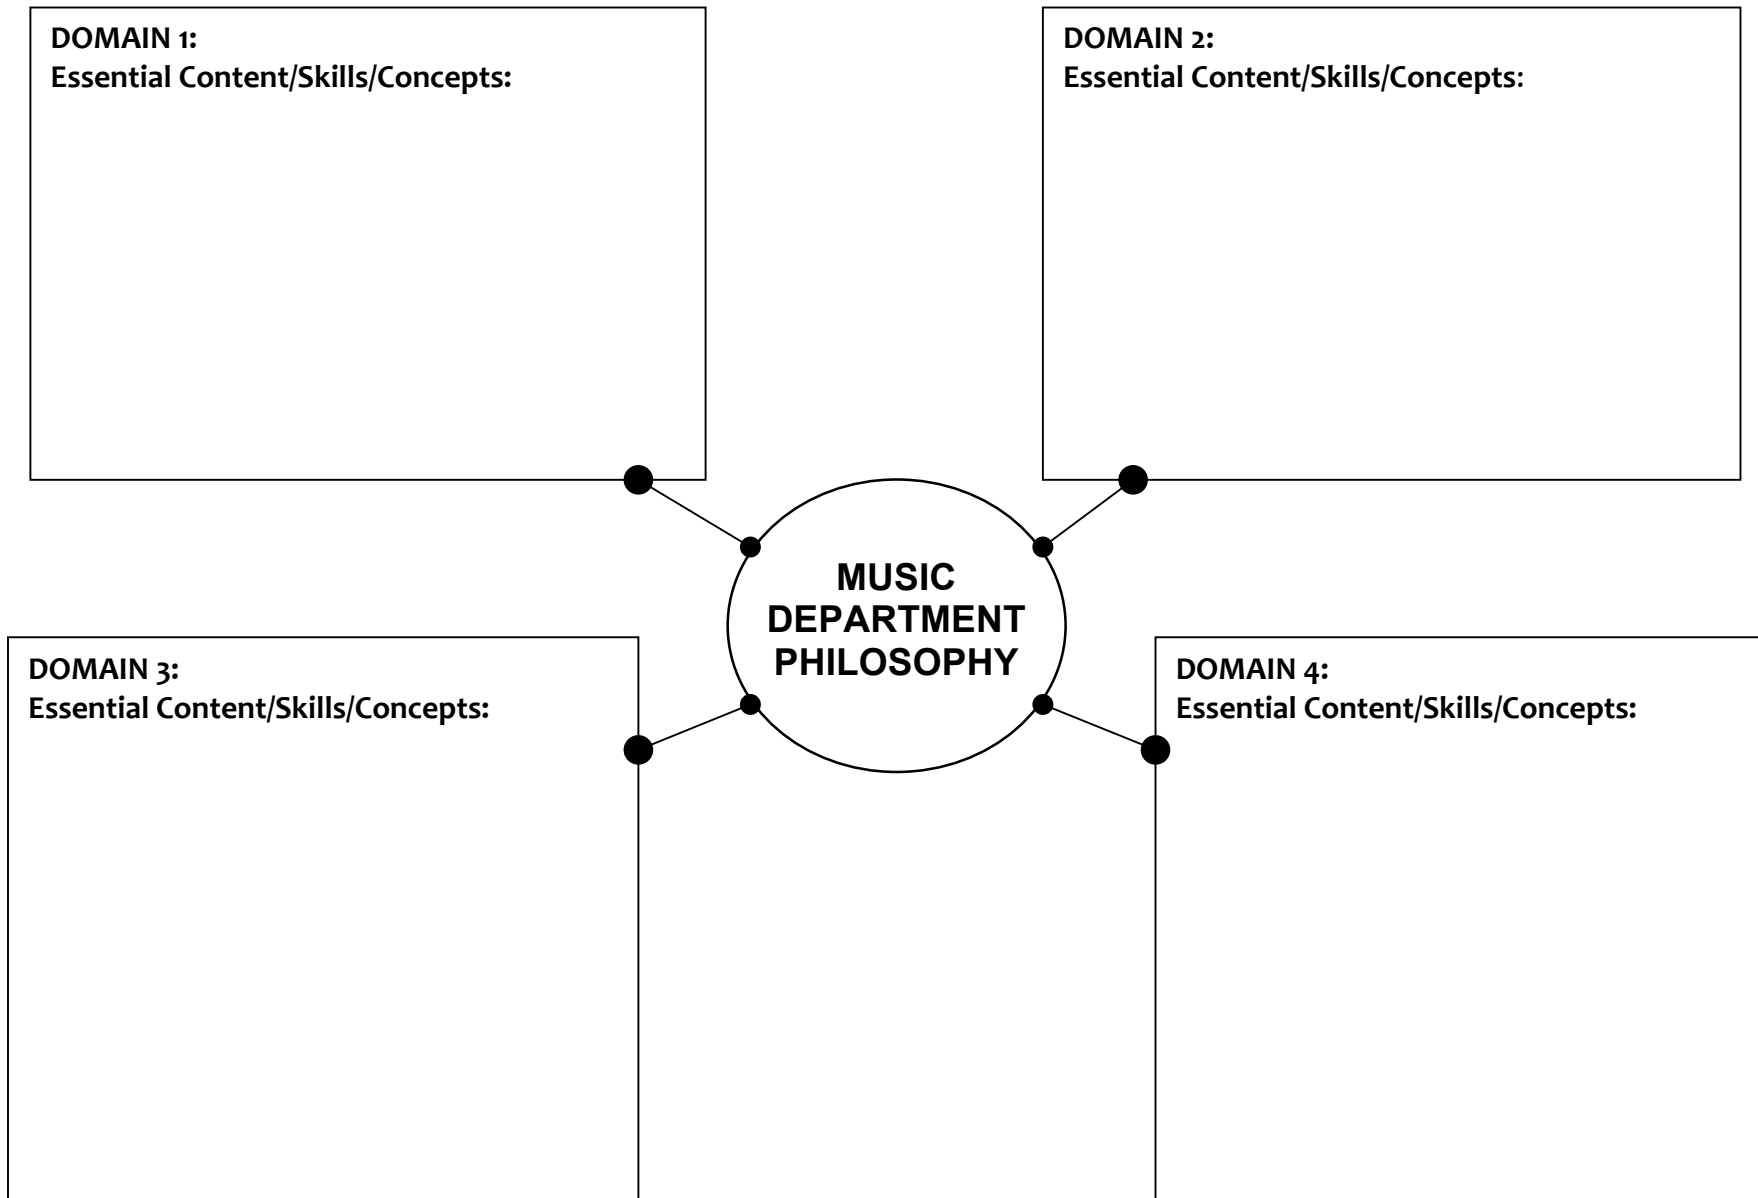 DOMAIN 1:
Essential Content/Skills/Concepts:
DOMAIN 2:
Essential Content/Skills/Concepts:
MUSIC
DEPARTMENT
PHILOSOPHY
DOMAIN 3:
Essential Content/Skills/Concepts:
DOMAIN 4:
Essential Content/Skills/Concepts: